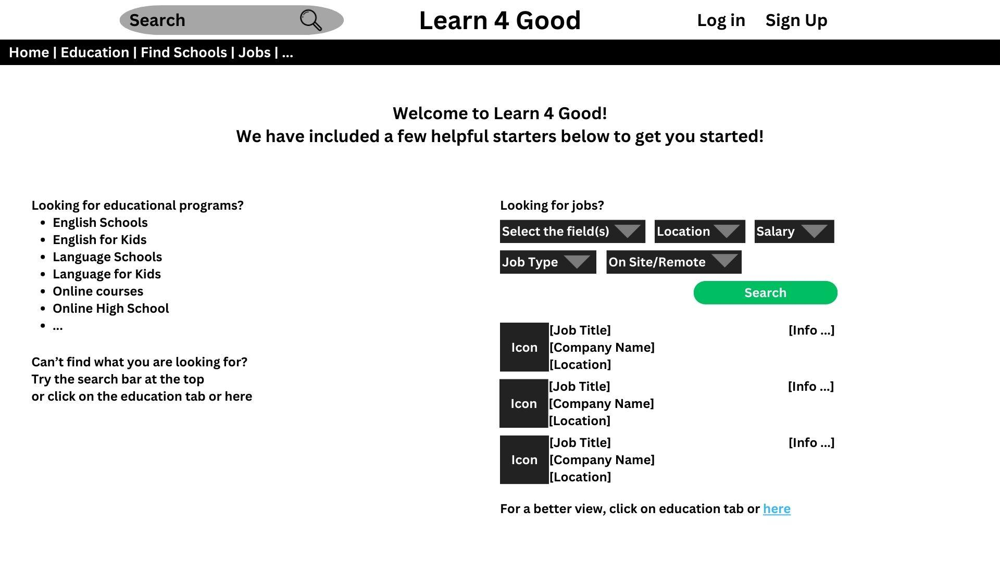 Search
Learn 4 Good
Log in Sign Up
Home | Education | Find Schools | Jobs | ...
Welcome to Learn 4 Good!
We have included a few helpful starters below to get you started!
Looking for educational programs?
• English Schools
• English for Kids
• Language Schools
• Language for Kids
• Online courses
• Online High School
• ...
Can’t find what you are looking for?
Try the search bar at the top
or click on the education tab or here
Looking for jobs?
Select the field(s) Location Salary
Job Type On Site/Remote
Search
Icon
[Job Title] [Info ...]
[Company Name]
[Location]
Icon
[Job Title] [Info ...]
[Company Name]
[Location]
Icon
[Job Title] [Info ...]
[Company Name]
[Location]
For a better view, click on education tab or here